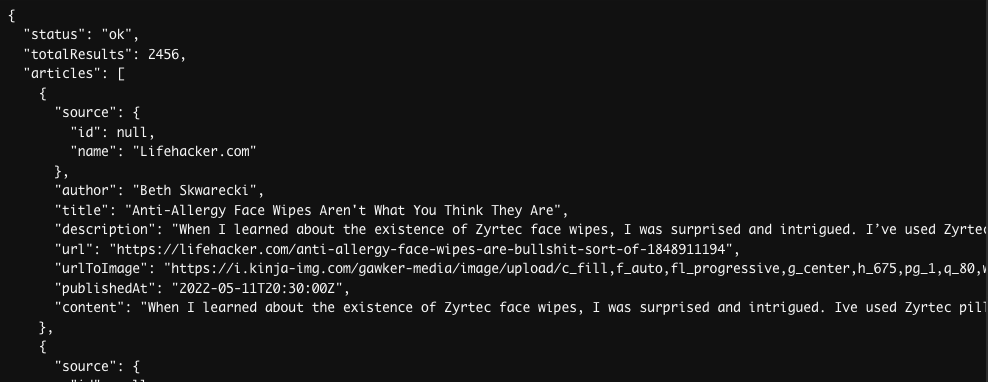 {
"status": "ok",
"totalResults": 2456,
"articles": [
{
"source": {
"id": null,
"name": "Lifehacker.com"
},
"author": "Beth Skwarecki",
"title": "Anti-Allergy Face Wipes Aren't What You Think They Are",
"description": "When I learned about the existence of Zyrtec face wipes, I was surprised and intrigued. I’ve used Zyrtec
"url": "https://lifehacker.com/anti-allergy-face-wipes-are-bullshit-sort-of-1848911194",
"urlToImage": "https://i.kinja-img.com/gawker-media/image/upload/c_fill,f_auto,fl_progressive,g_center,h_675,pg_1,q_80,
"publishedAt": "2022-05-11T20:30:00Z",
"content": "When I learned about the existence of Zyrtec face wipes, I was surprised and intrigued. Ive used Zyrtec pill
},
{
"source": {